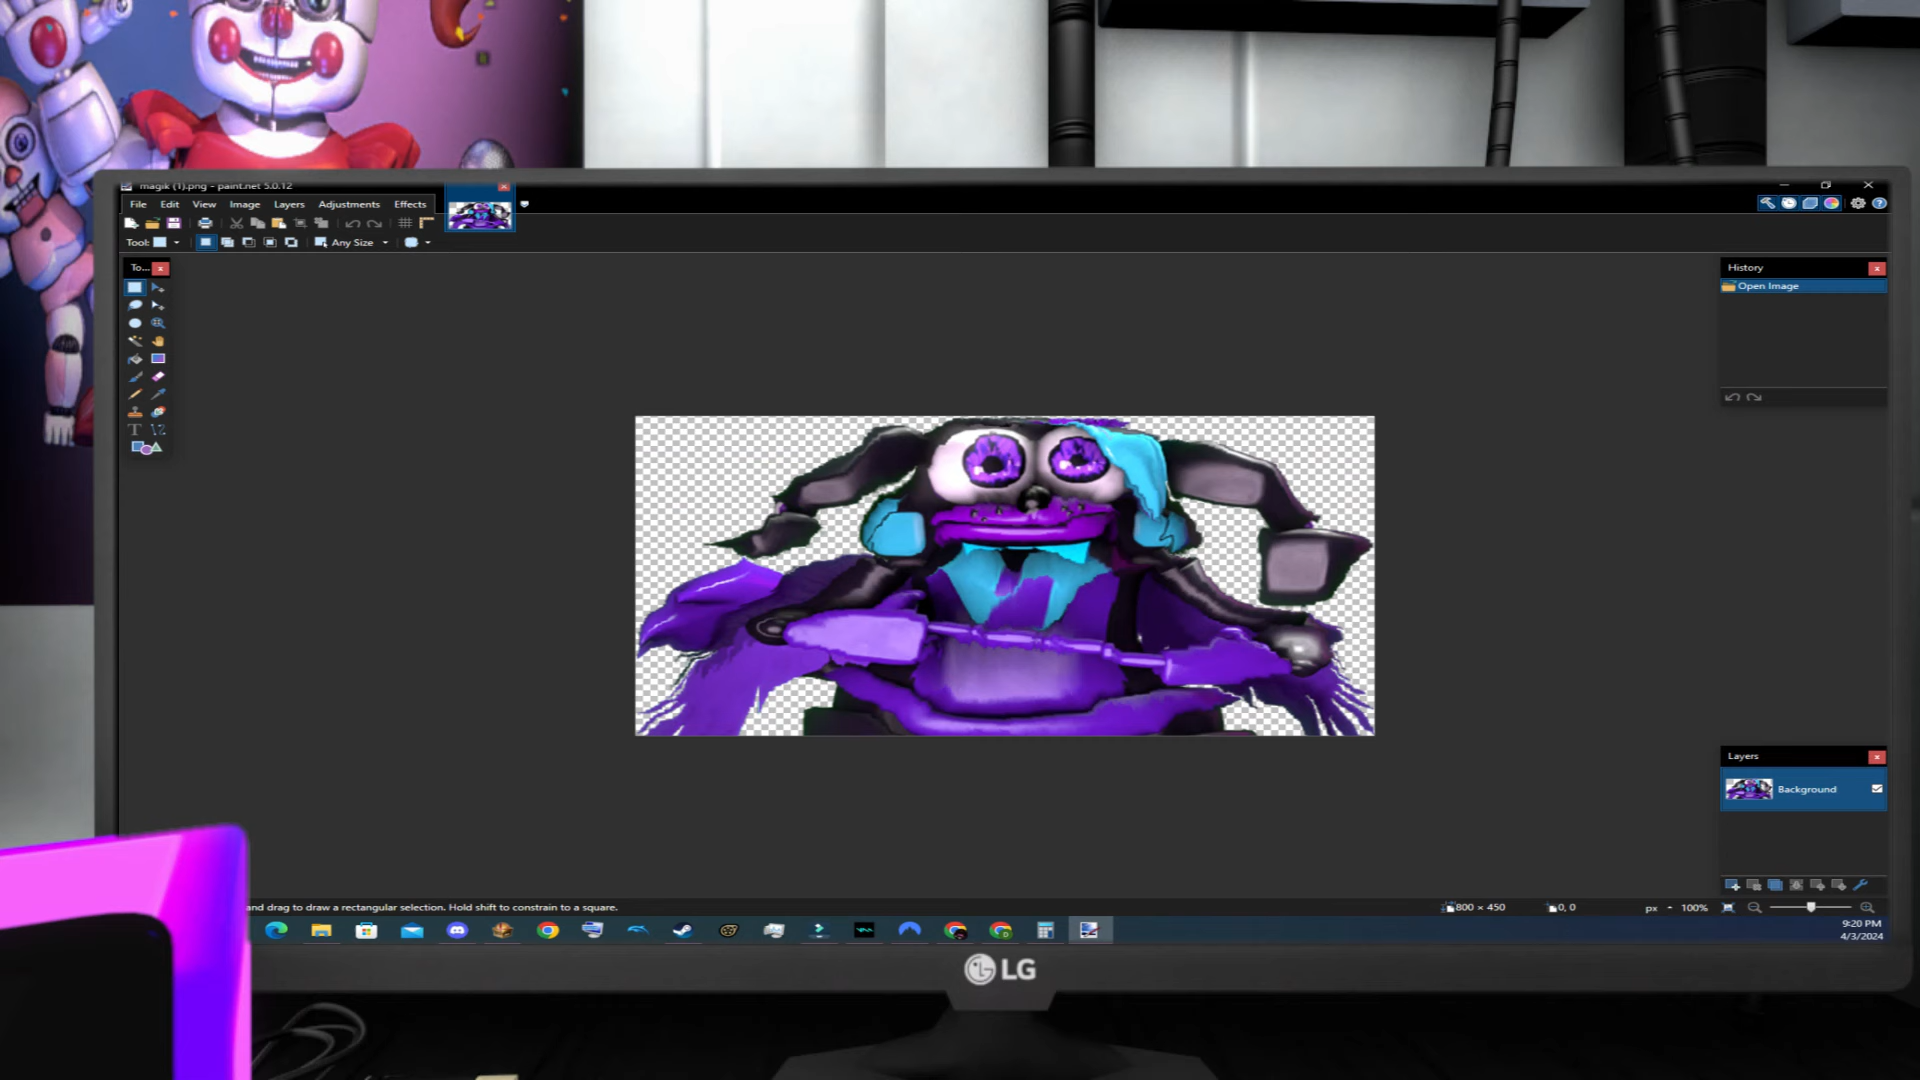 magik (1).png - paint.net 5.0.12
File Edit View Image Layers Adjustments Effects
Tool: Any Size
To...
History
Open Image
Layers
Background
and drag to draw a rectangular selection. Hold shift to constrain to a square.
800 × 450
0, 0
px
100%
9:20 PM
4/3/2024
LG